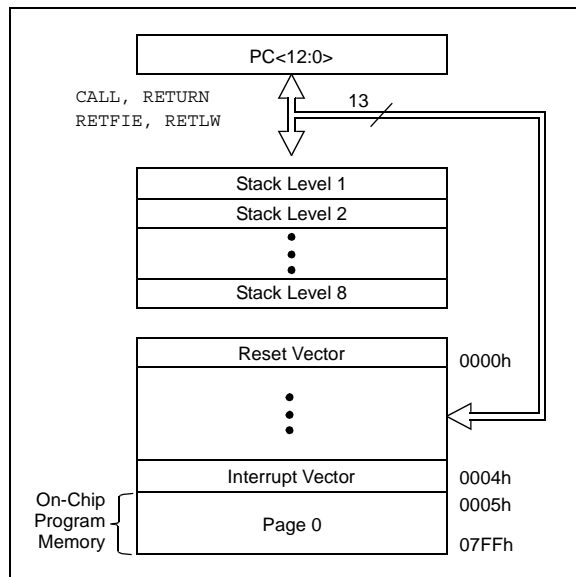 PC<12:0>
CALL, RETURN
RETFIE, RETLW
13
Stack Level 1
Stack Level 2
Stack Level 8
Reset Vector
0000h
Interrupt Vector
0004h
On-Chip
Program
Memory
Page 0
0005h
07FFh